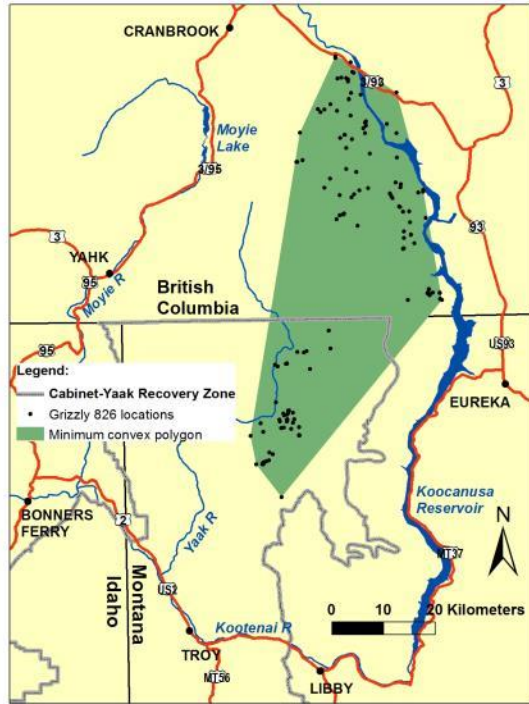 CRANBROOK
3/93
3
Moyie
Lake
3/95
3
93
YAHK
95
Moyie R
British
Columbia
95
US93
Legend:
Cabinet-Yaak Recovery Zone
Grizzly 826 locations
Minimum convex polygon
EUREKA
BONNERS
FERRY
2
Yaak R
Koocanusa
Reservoir
N
MT37
Montana
Idaho
US2
0 10 20 Kilometers
Kootenai R
TROY
MT56
LIBBY